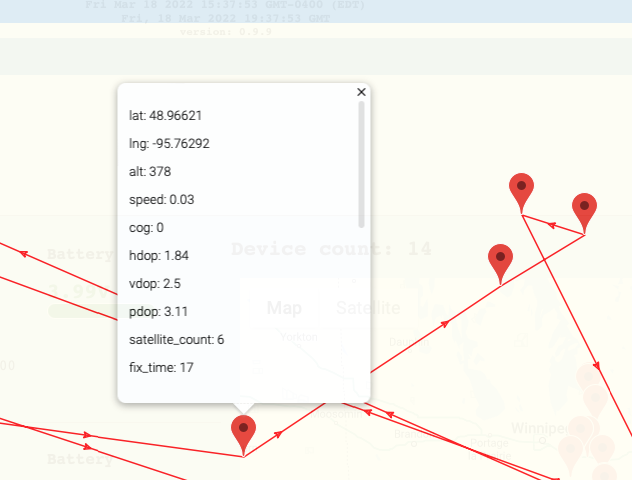 Fri Mar 18 2022 15:37:53 GMT-0400 (EDT)
Fri, 18 Mar 2022 19:37:53 GMT
version: 0.9.9
lat: 48.96621
lng: -95.76292
alt: 378
speed: 0.03
cog: 0
hdop: 1.84
vdop: 2.5
pdop: 3.11
satellite_count: 6
fix_time: 17
Battery
Device count: 14
Map
Satellite
Yorkton
00
Winnipe
Portage
Battery